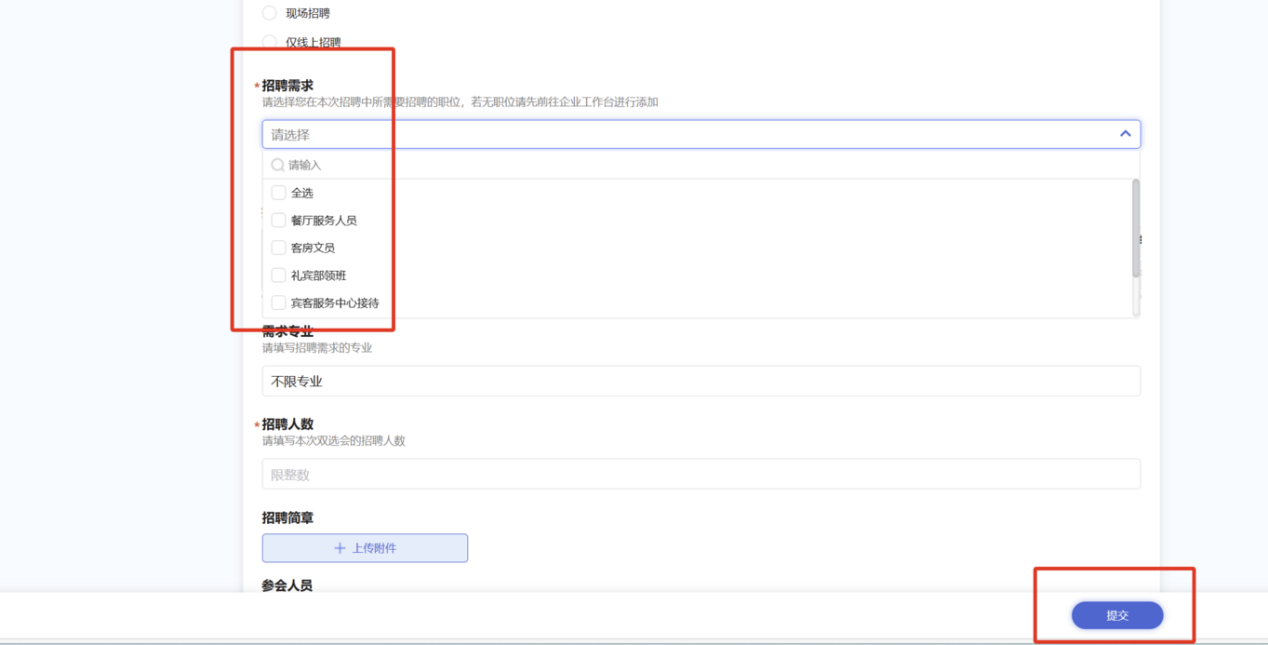 现场招聘
仅线上招聘
*招聘需求
请选择您在本次招聘中所需要招聘的职位，若无职位请先前往企业工作台进行添加
请选择
请输入
全选
餐厅服务人员
客房文员
礼宾部领班
宾客服务中心接待
需求专业
请填写招聘需求的专业
不限专业
*招聘人数
请填写本次双选会的招聘人数
限整数
招聘简章
+ 上传附件
参会人员
提交